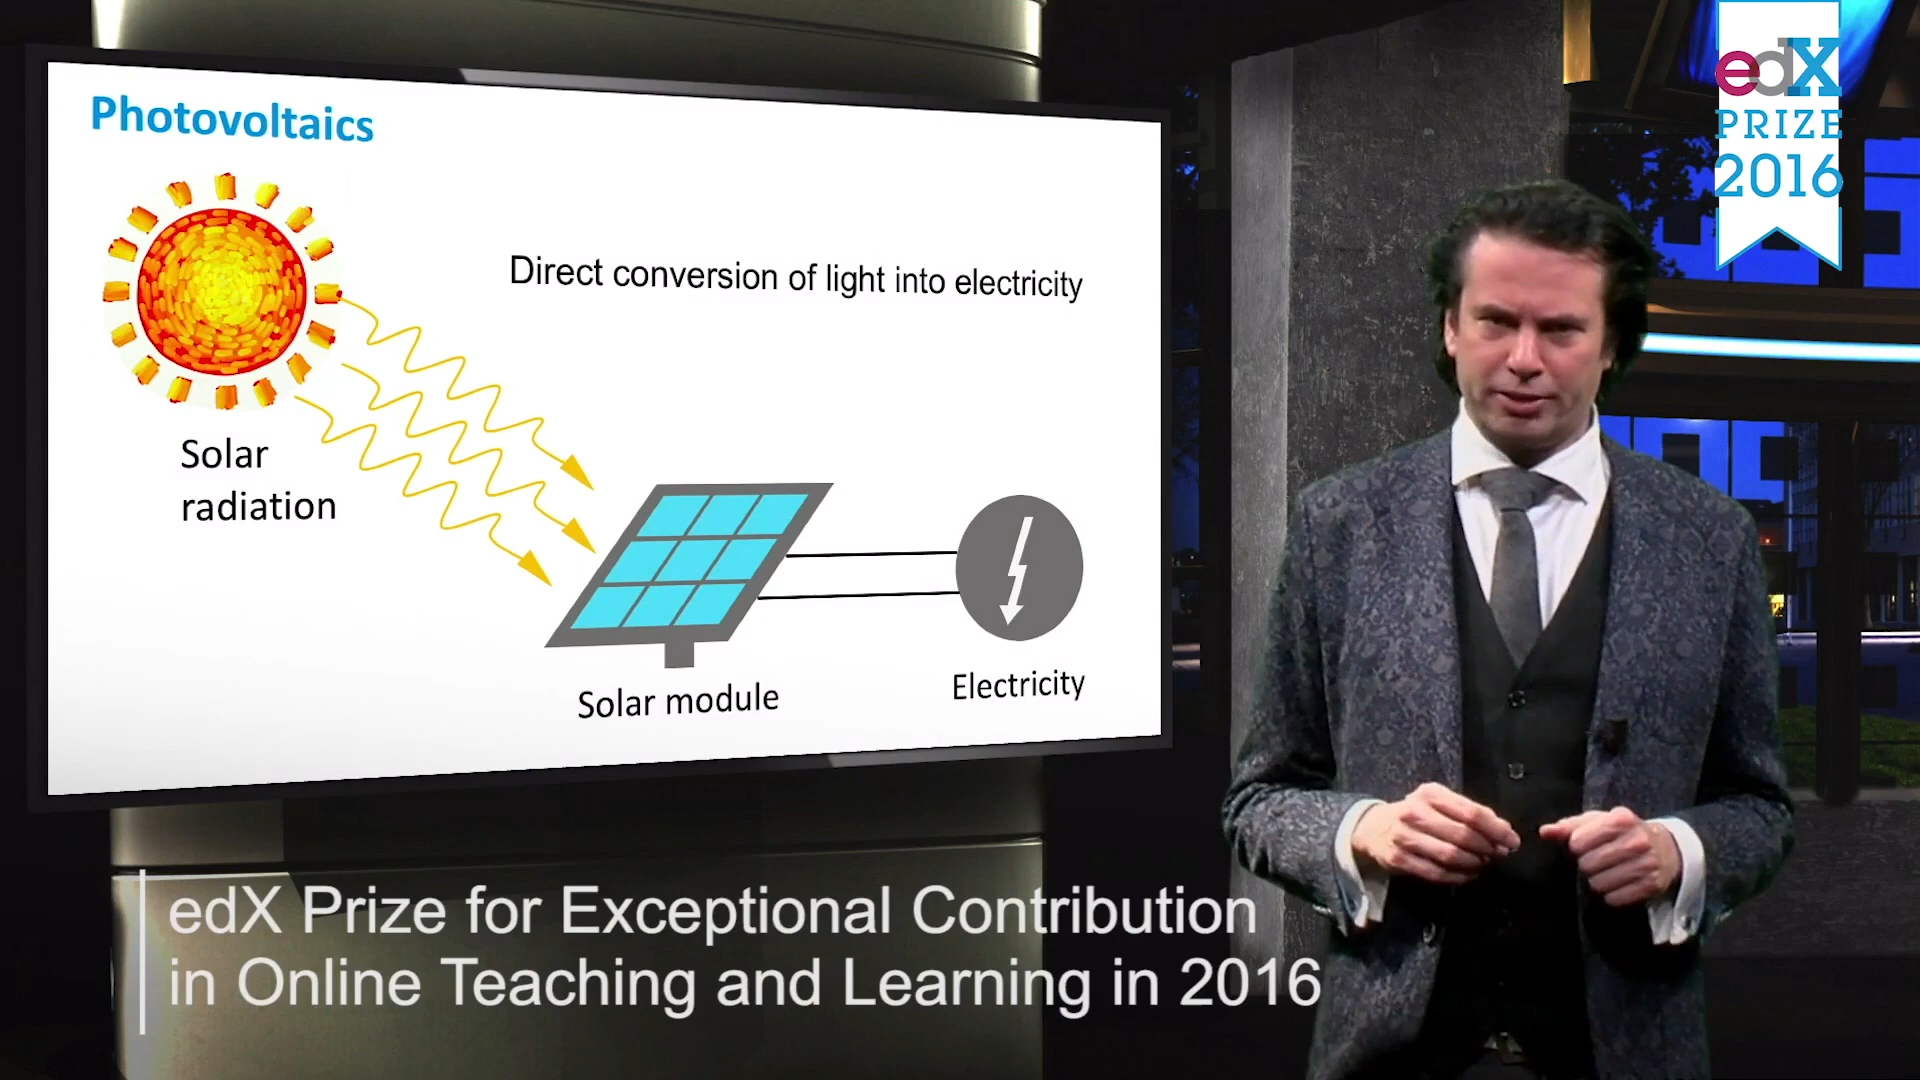 Photovoltaics
Direct conversion of light into electricity
Solar
radiation
Solar module
Electricity
edX
PRIZE
2016
edX Prize for Exceptional Contribution
in Online Teaching and Learning in 2016